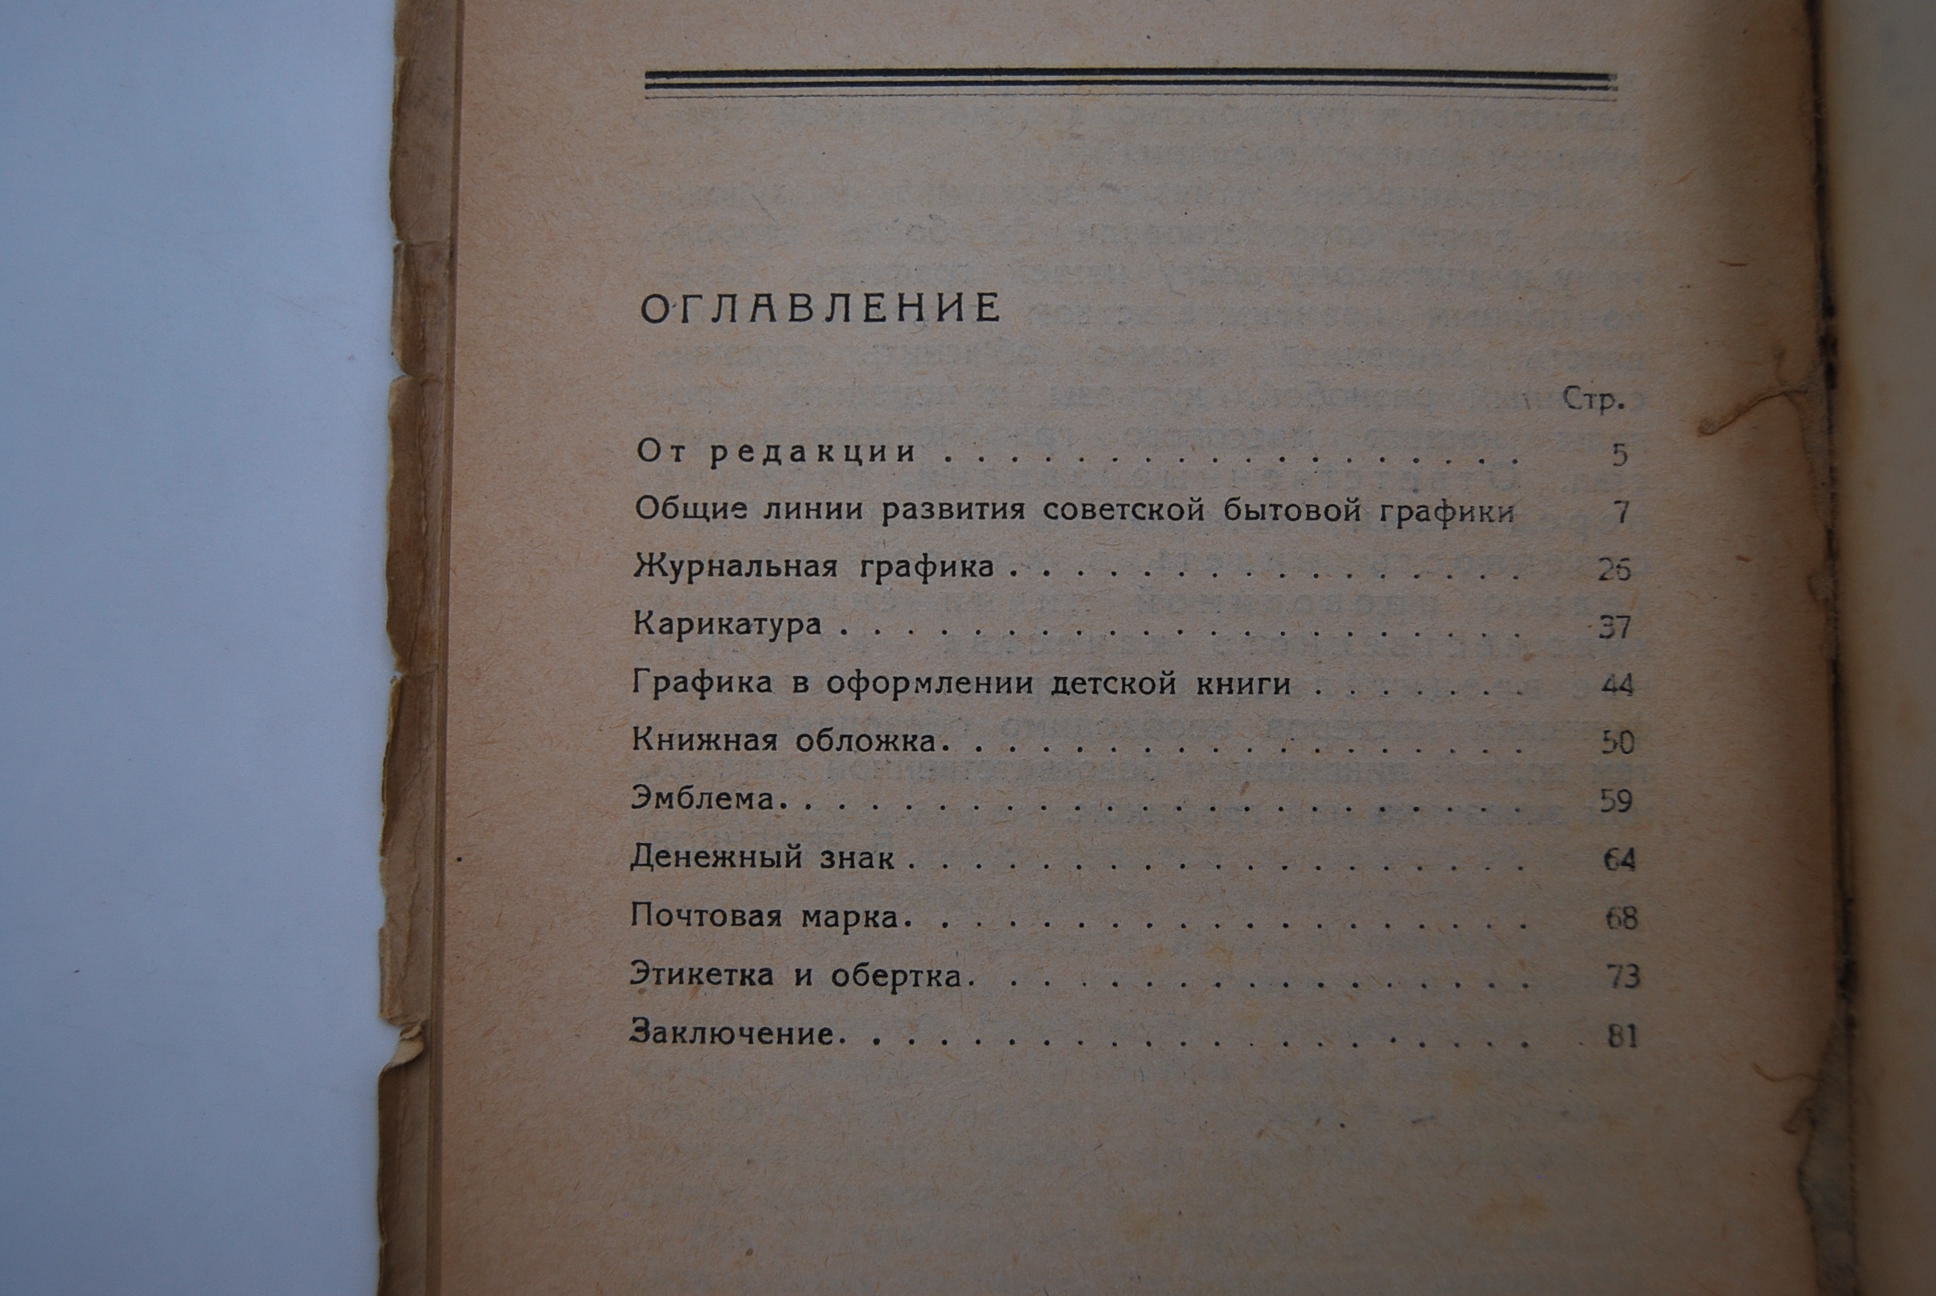 ОГЛАВЛЕНИЕ
Стр.
От редакции . . . . . . . . . . . . . . . . . . 5
Общие линии развития советской бытовой графики 7
Журнальная графика . . . . . . . . . . . . . . . . 26
Карикатура . . . . . . . . . . . . . . . . . . . . . 37
Графика в оформлении детской книги . . . . . . . 44
Книжная обложка. . . . . . . . . . . . . . . . . . 50
Эмблема. . . . . . . . . . . . . . . . . . . . . . . 59
Денежный знак . . . . . . . . . . . . . . . . . . . 64
Почтовая марка. . . . . . . . . . . . . . . . . . . 68
Этикетка и обертка. . . . . . . . . . . . . . . . . 73
Заключение. . . . . . . . . . . . . . . . . . . . . 81